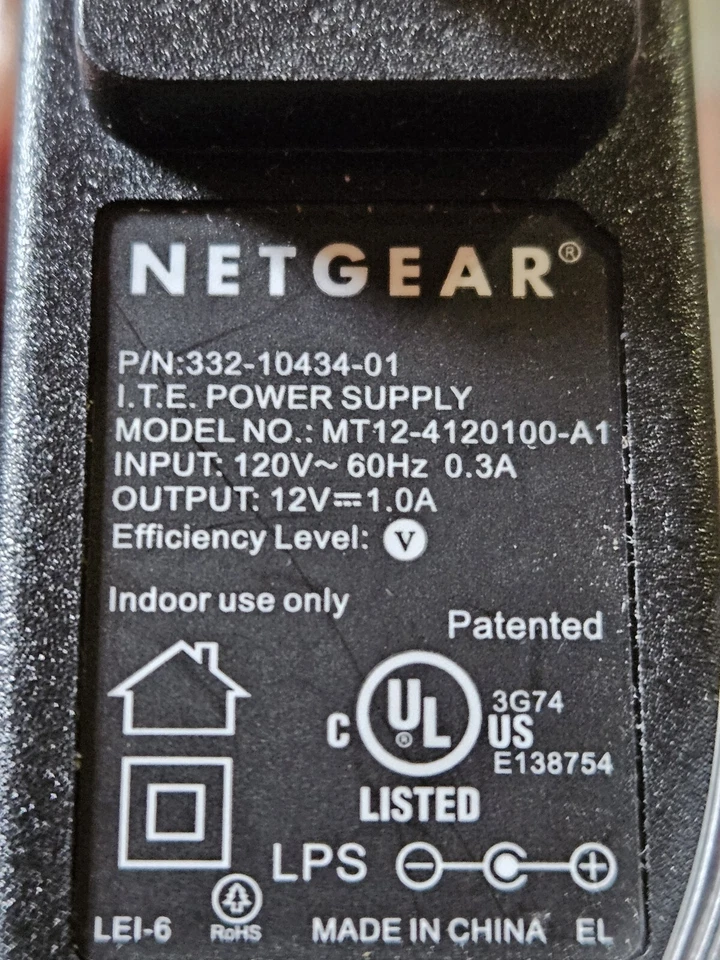 NETGEAR®
P/N:332-10434-01
I.T.E. POWER SUPPLY
MODEL NO.: MT12-4120100-A1
INPUT: 120V~ 60Hz 0.3A
OUTPUT: 12V⎓1.0A
Efficiency Level: V
Indoor use only
Patented
C UL® US
3G74
E138754
LISTED
LPS
LEI-6
RoHS
MADE IN CHINA EL